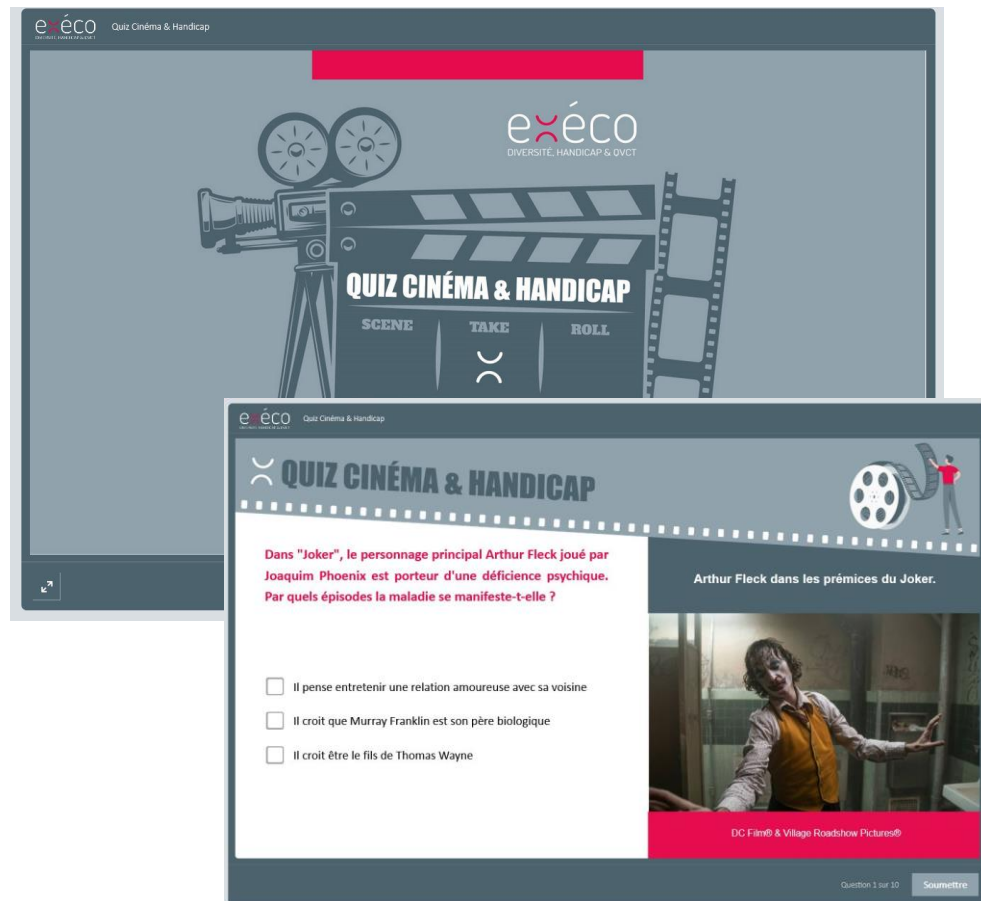 exéco
Quiz Cinéma & Handicap
exéco
DIVERSITÉ, HANDICAP & QVCT
QUIZ CINÉMA & HANDICAP
SCENE TAKE ROLL
exéco
Quiz Cinéma & Handicap
QUIZ CINÉMA & HANDICAP
Dans "Joker", le personnage principal Arthur Fleck joué par
Joaquim Phoenix est porteur d'une déficience psychique.
Par quels épisodes la maladie se manifeste-t-elle ?
Il pense entretenir une relation amoureuse avec sa voisine
Il croit que Murray Franklin est son père biologique
Il croit être le fils de Thomas Wayne
Arthur Fleck dans les prémices du Joker.
DC Film® & Village Roadshow Pictures®
Question 1 sur 10
Soumettre